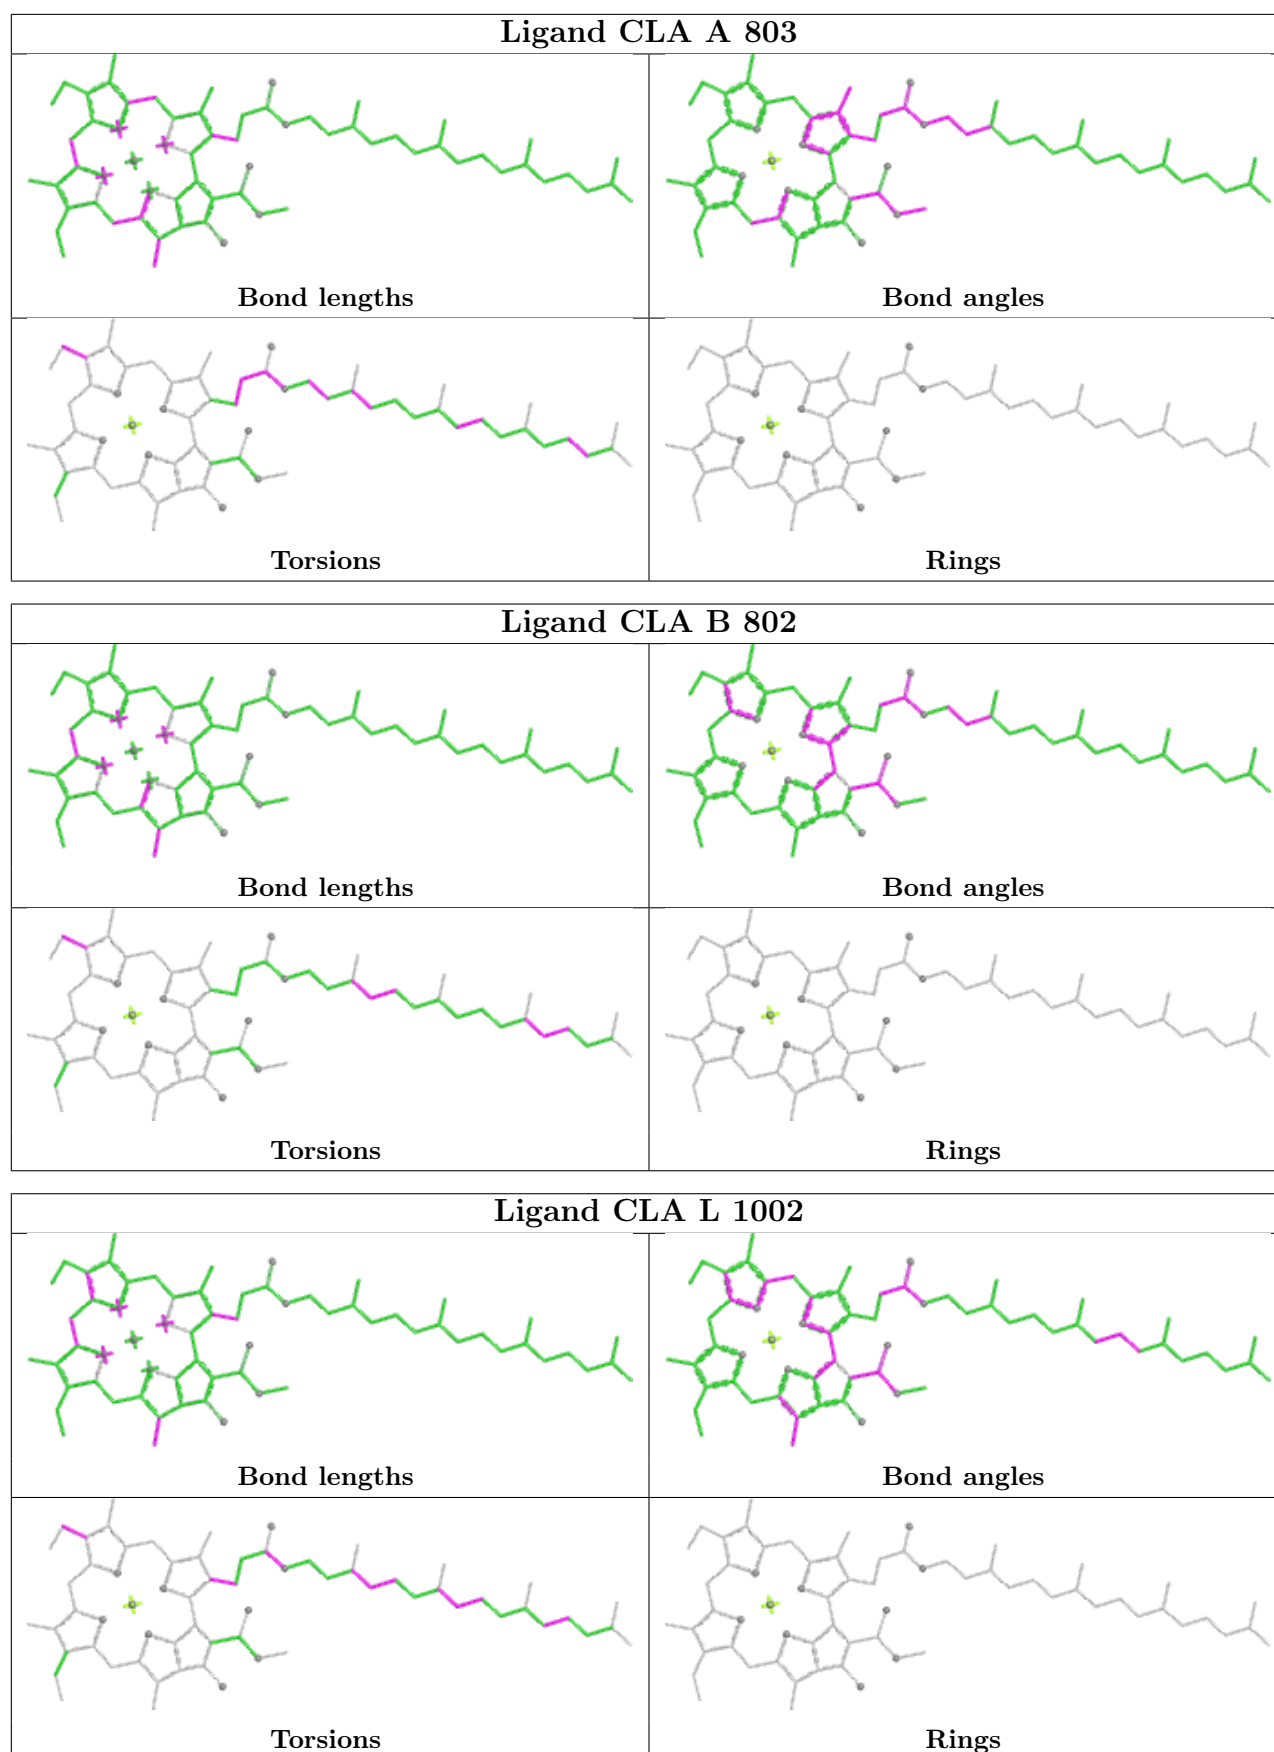 Ligand CLA A 803
Bond lengths
Bond angles
Torsions
Rings
Ligand CLA B 802
Bond lengths
Bond angles
Torsions
Rings
Ligand CLA L 1002
Bond lengths
Bond angles
Torsions
Rings